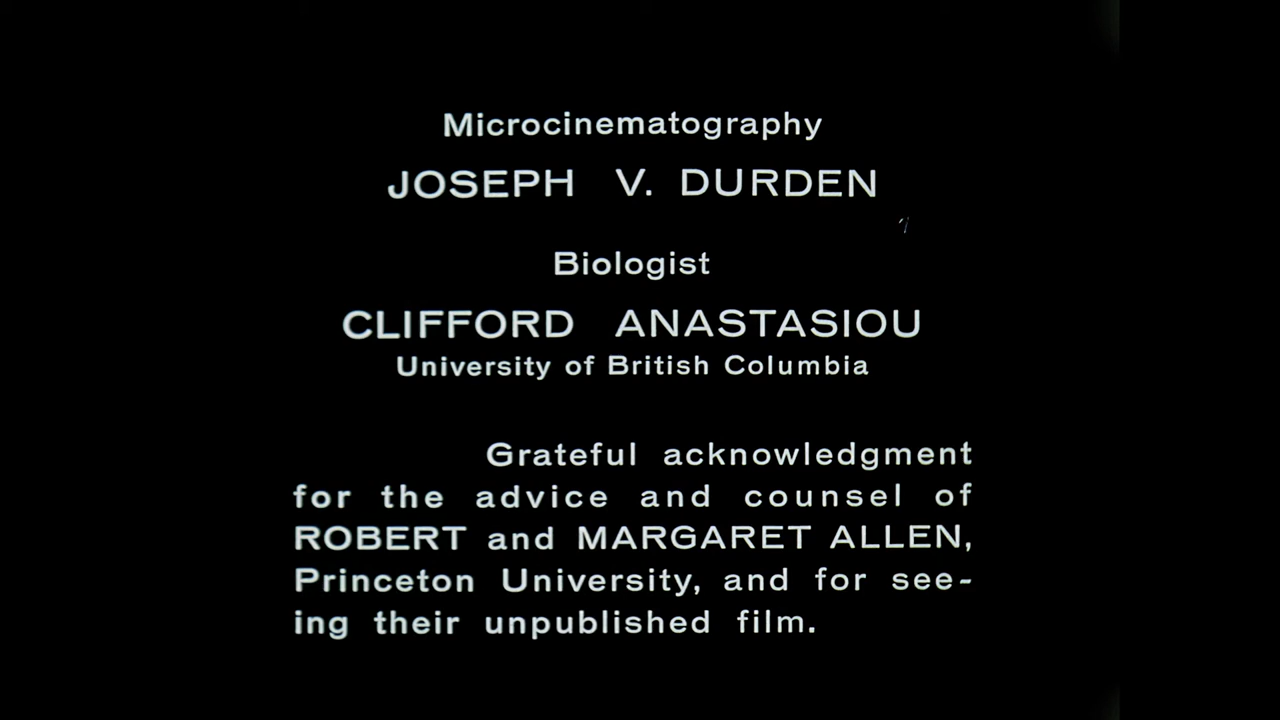 Microcinematography
JOSEPH V. DURDEN
Biologist
CLIFFORD ANASTASIOU
University of British Columbia
Grateful acknowledgment
for the advice and counsel of
ROBERT and MARGARET ALLEN,
Princeton University, and for see-
ing their unpublished film.